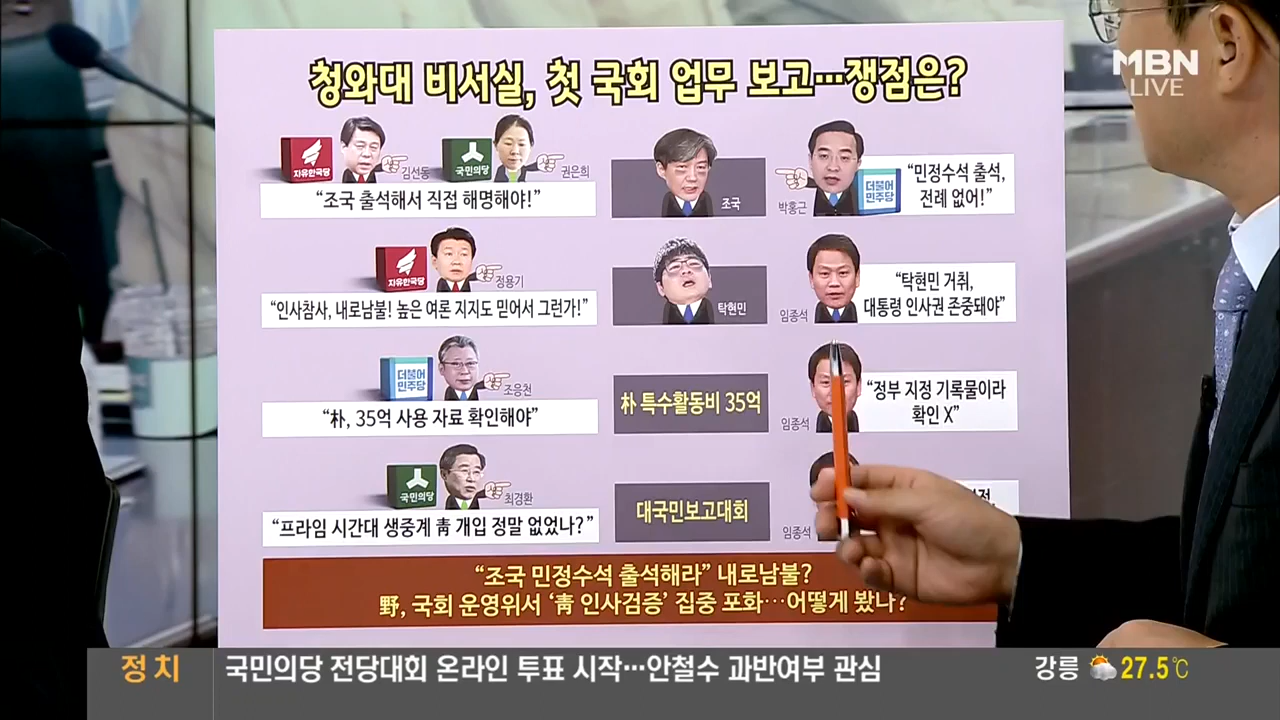 MBN
LIVE
청와대 비서실, 첫 국회 업무 보고…쟁점은?
자유한국당
김선동
국민의당
권은희
"조국 출석해서 직접 해명해야!"
조국
박홍근
더불어
민주당
"민정수석 출석,
전례 없어!"
자유한국당
정용기
"인사참사, 내로남불! 높은 여론 지지도 믿어서 그런가!"
탁현민
임종석
"탁현민 거취,
대통령 인사권 존중돼야"
더불어
민주당
조응천
"朴, 35억 사용 자료 확인해야"
朴 특수활동비 35억
임종석
"정부 지정 기록물이라
확인 X"
국민의당
최경환
"프라임 시간대 생중계 靑 개입 정말 없었나?"
대국민보고대회
임종석
"조국 민정수석 출석해라" 내로남불?
野, 국회 운영위서 '靑 인사검증' 집중 포화…어떻게 봤나?
정치
국민의당 전당대회 온라인 투표 시작…안철수 과반여부 관심
강릉
27.5℃